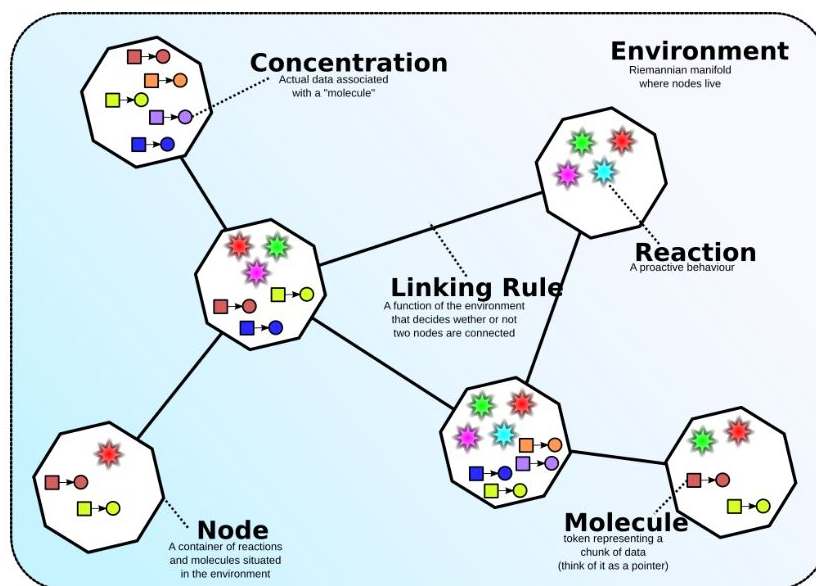 Concentration
Actual data associated
with a "molecule"
Environment
Riemannian manifold
where nodes live
Reaction
A proactive behaviour
Linking Rule
A function of the environment
that decides wether or not
two nodes are connected
Node
A container of reactions
and molecules situated
in the environment
Molecule
token representing a
chunk of data
(think of it as a pointer)